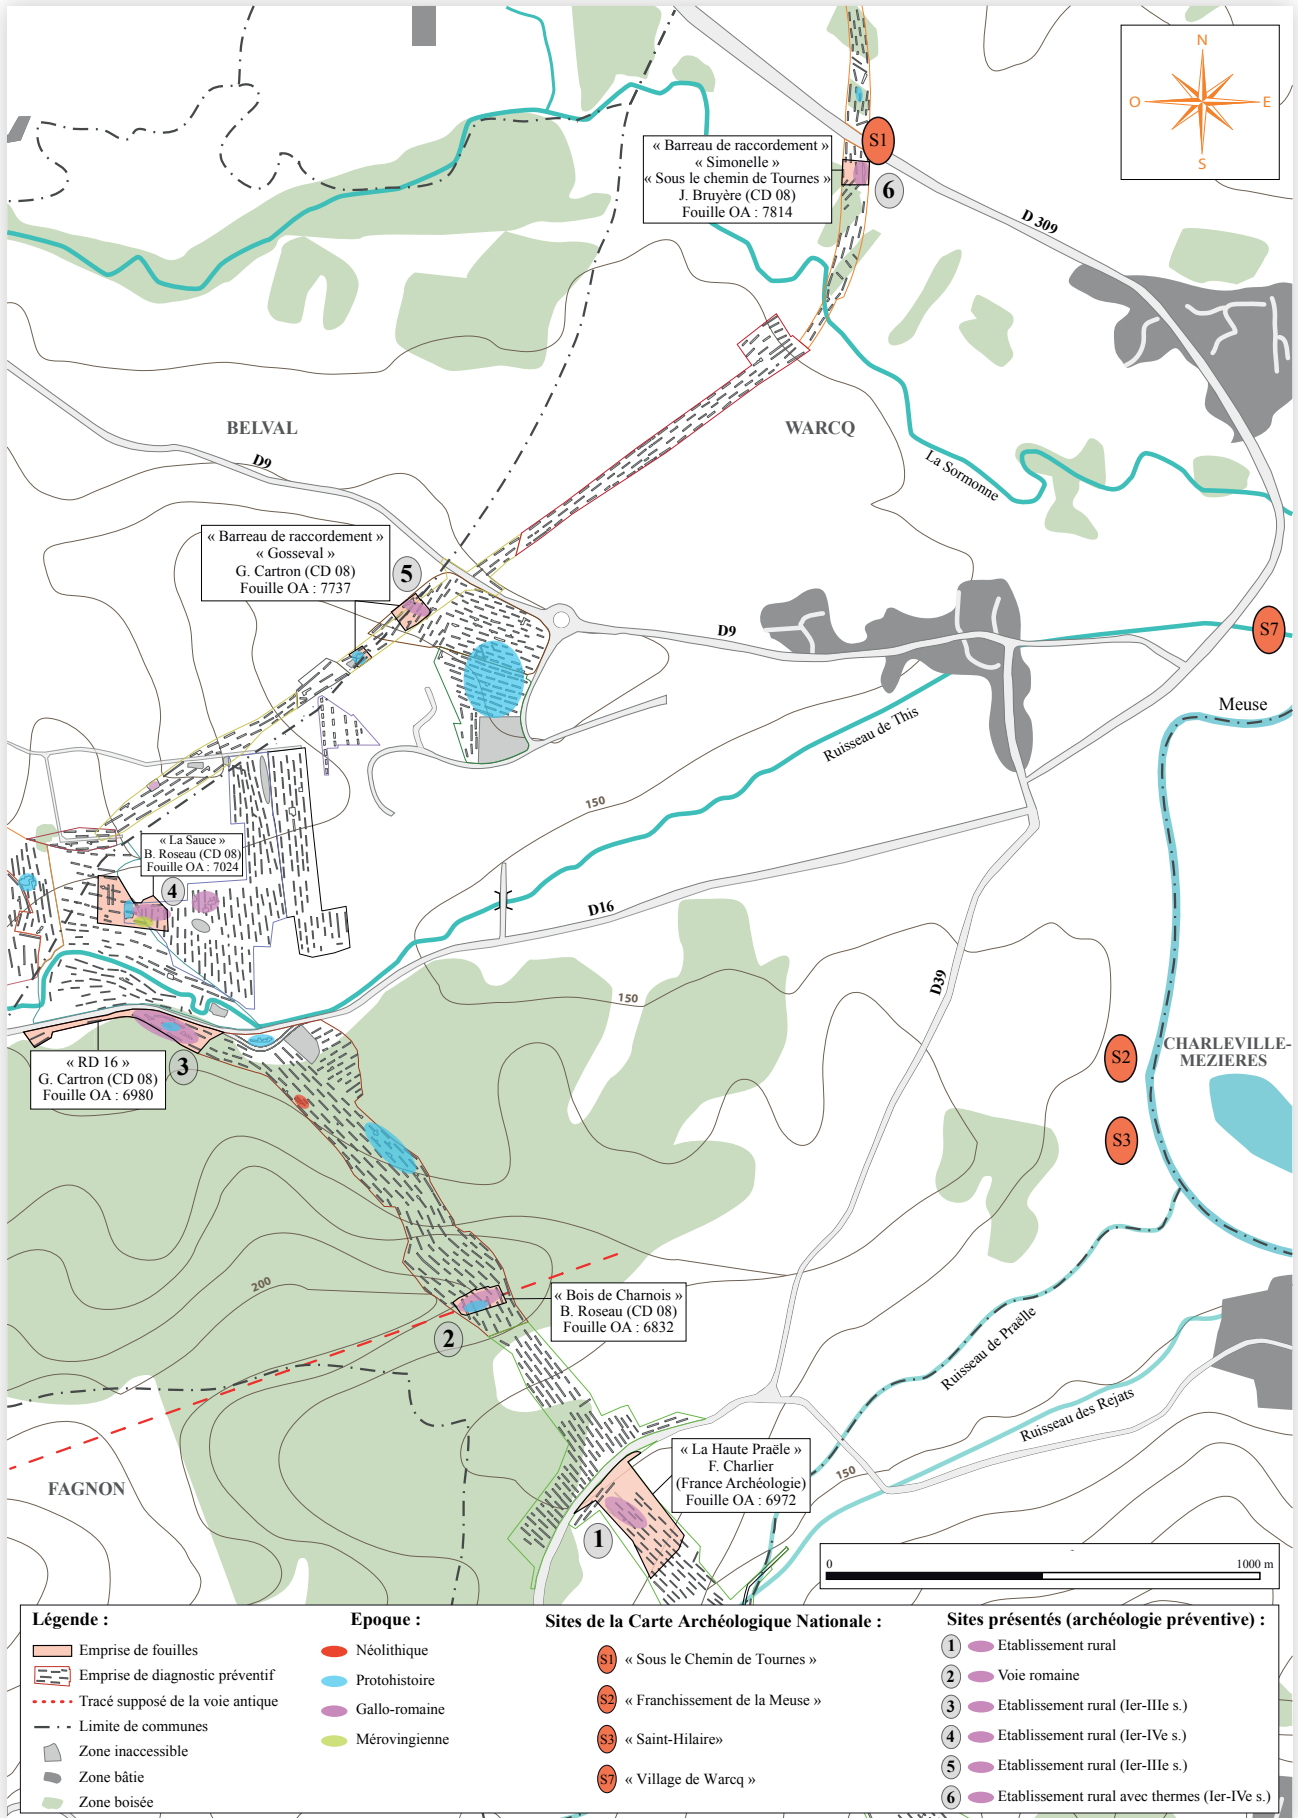 N
O
E
S
S1
« Barreau de raccordement »
« Simonelle »
« Sous le chemin de Tournes »
J. Bruyère (CD 08)
Fouille OA : 7814
6
D 309
BELVAL
WARCQ
D9
La Sormonne
« Barreau de raccordement »
« Gosseval »
G. Cartron (CD 08)
Fouille OA : 7737
5
D9
S7
Meuse
Ruisseau de This
150
« La Sauce »
B. Roseau (CD 08)
Fouille OA : 7024
4
D16
D39
150
« RD 16 »
G. Cartron (CD 08)
Fouille OA : 6980
3
S2
CHARLEVILLE-
MEZIERES
S3
200
« Bois de Charnois »
B. Roseau (CD 08)
Fouille OA : 6832
2
Ruisseau de Praëlle
Ruisseau des Rejats
FAGNON
« La Haute Praële »
F. Charlier
(France Archéologie)
Fouille OA : 6972
150
1
0
1000 m
Légende :
Emprise de fouilles
Emprise de diagnostic préventif
Tracé supposé de la voie antique
Limite de communes
Zone inaccessible
Zone bâtie
Zone boisée
Epoque :
Néolithique
Protohistoire
Gallo-romaine
Mérovingienne
Sites de la Carte Archéologique Nationale :
S1 « Sous le Chemin de Tournes »
S2 « Franchissement de la Meuse »
S3 « Saint-Hilaire»
S7 « Village de Warcq »
Sites présentés (archéologie préventive) :
1 Etablissement rural
2 Voie romaine
3 Etablissement rural (Ier-IIIe s.)
4 Etablissement rural (Ier-IVe s.)
5 Etablissement rural (Ier-IIIe s.)
6 Etablissement rural avec thermes (Ier-IVe s.)